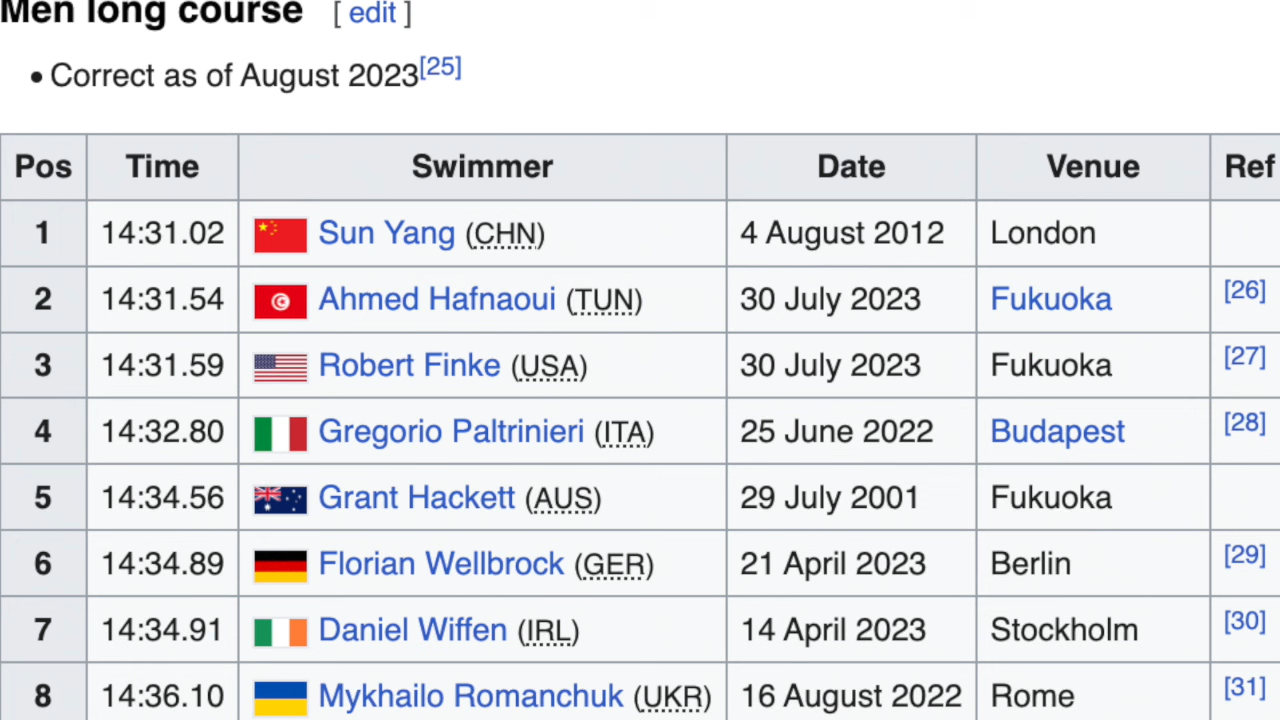 Men long course [ edit ]
• Correct as of August 2023[25]
Pos Time Swimmer Date Venue Ref
1 14:31.02 Sun Yang (CHN) 4 August 2012 London
2 14:31.54 Ahmed Hafnaoui (TUN) 30 July 2023 Fukuoka [26]
3 14:31.59 Robert Finke (USA) 30 July 2023 Fukuoka [27]
4 14:32.80 Gregorio Paltrinieri (ITA) 25 June 2022 Budapest [28]
5 14:34.56 Grant Hackett (AUS) 29 July 2001 Fukuoka
6 14:34.89 Florian Wellbrock (GER) 21 April 2023 Berlin [29]
7 14:34.91 Daniel Wiffen (IRL) 14 April 2023 Stockholm [30]
8 14:36.10 Mykhailo Romanchuk (UKR) 16 August 2022 Rome [31]